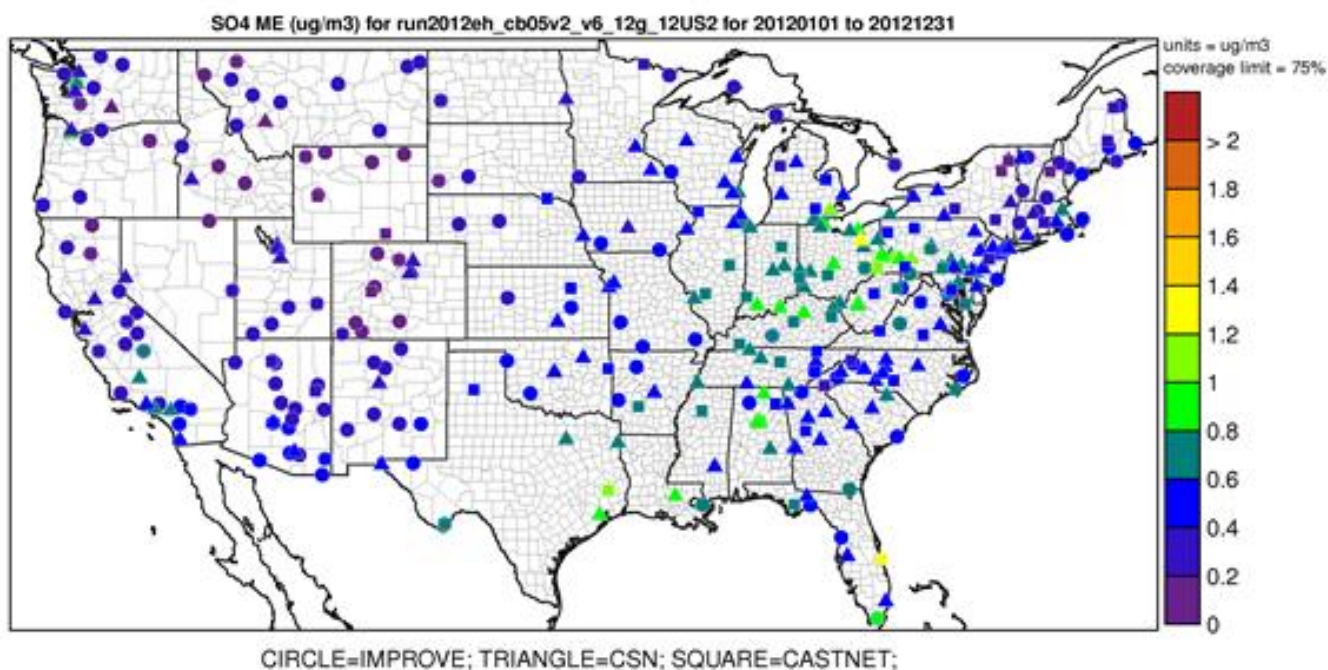 SO4 ME (ug/m3) for run2012eh_cb05v2_v6_12g_12US2 for 20120101 to 20121231
units = ug/m3
coverage limit = 75%
> 2
1.8
1.6
1.4
1.2
1
0.8
0.6
0.4
0.2
0
CIRCLE=IMPROVE; TRIANGLE=CSN; SQUARE=CASTNET;